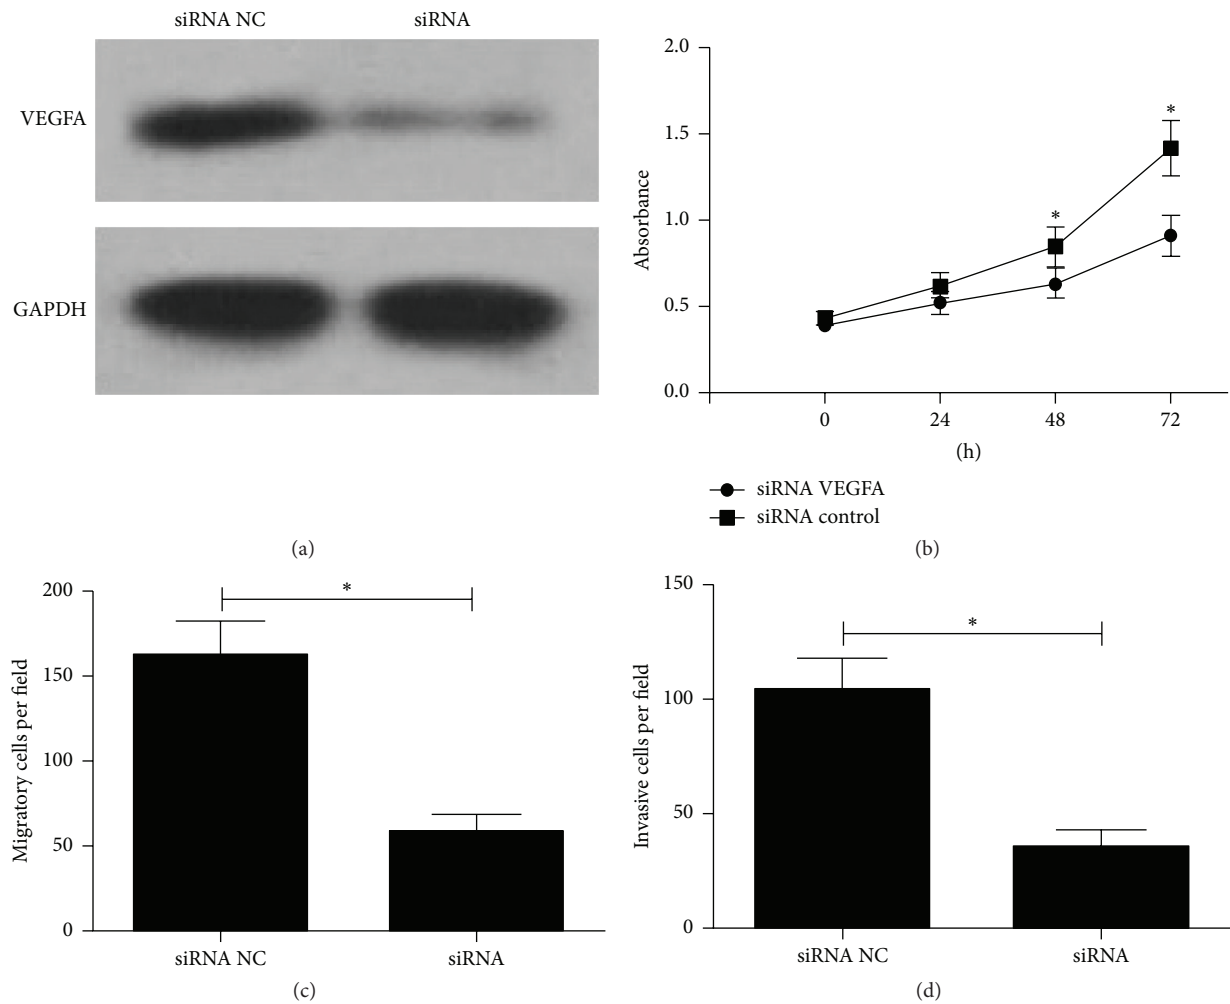 siRNA NC siRNA
VEGFA
GAPDH
(a)
2.0
1.5
1.0
0.5
0.0
Absorbance
*
*
0 24 48 72
(h)
siRNA VEGFA
siRNA control
(b)
200
150
100
50
0
Migratory cells per field
*
siRNA NC siRNA
(c)
150
100
50
0
Invasive cells per field
*
siRNA NC siRNA
(d)